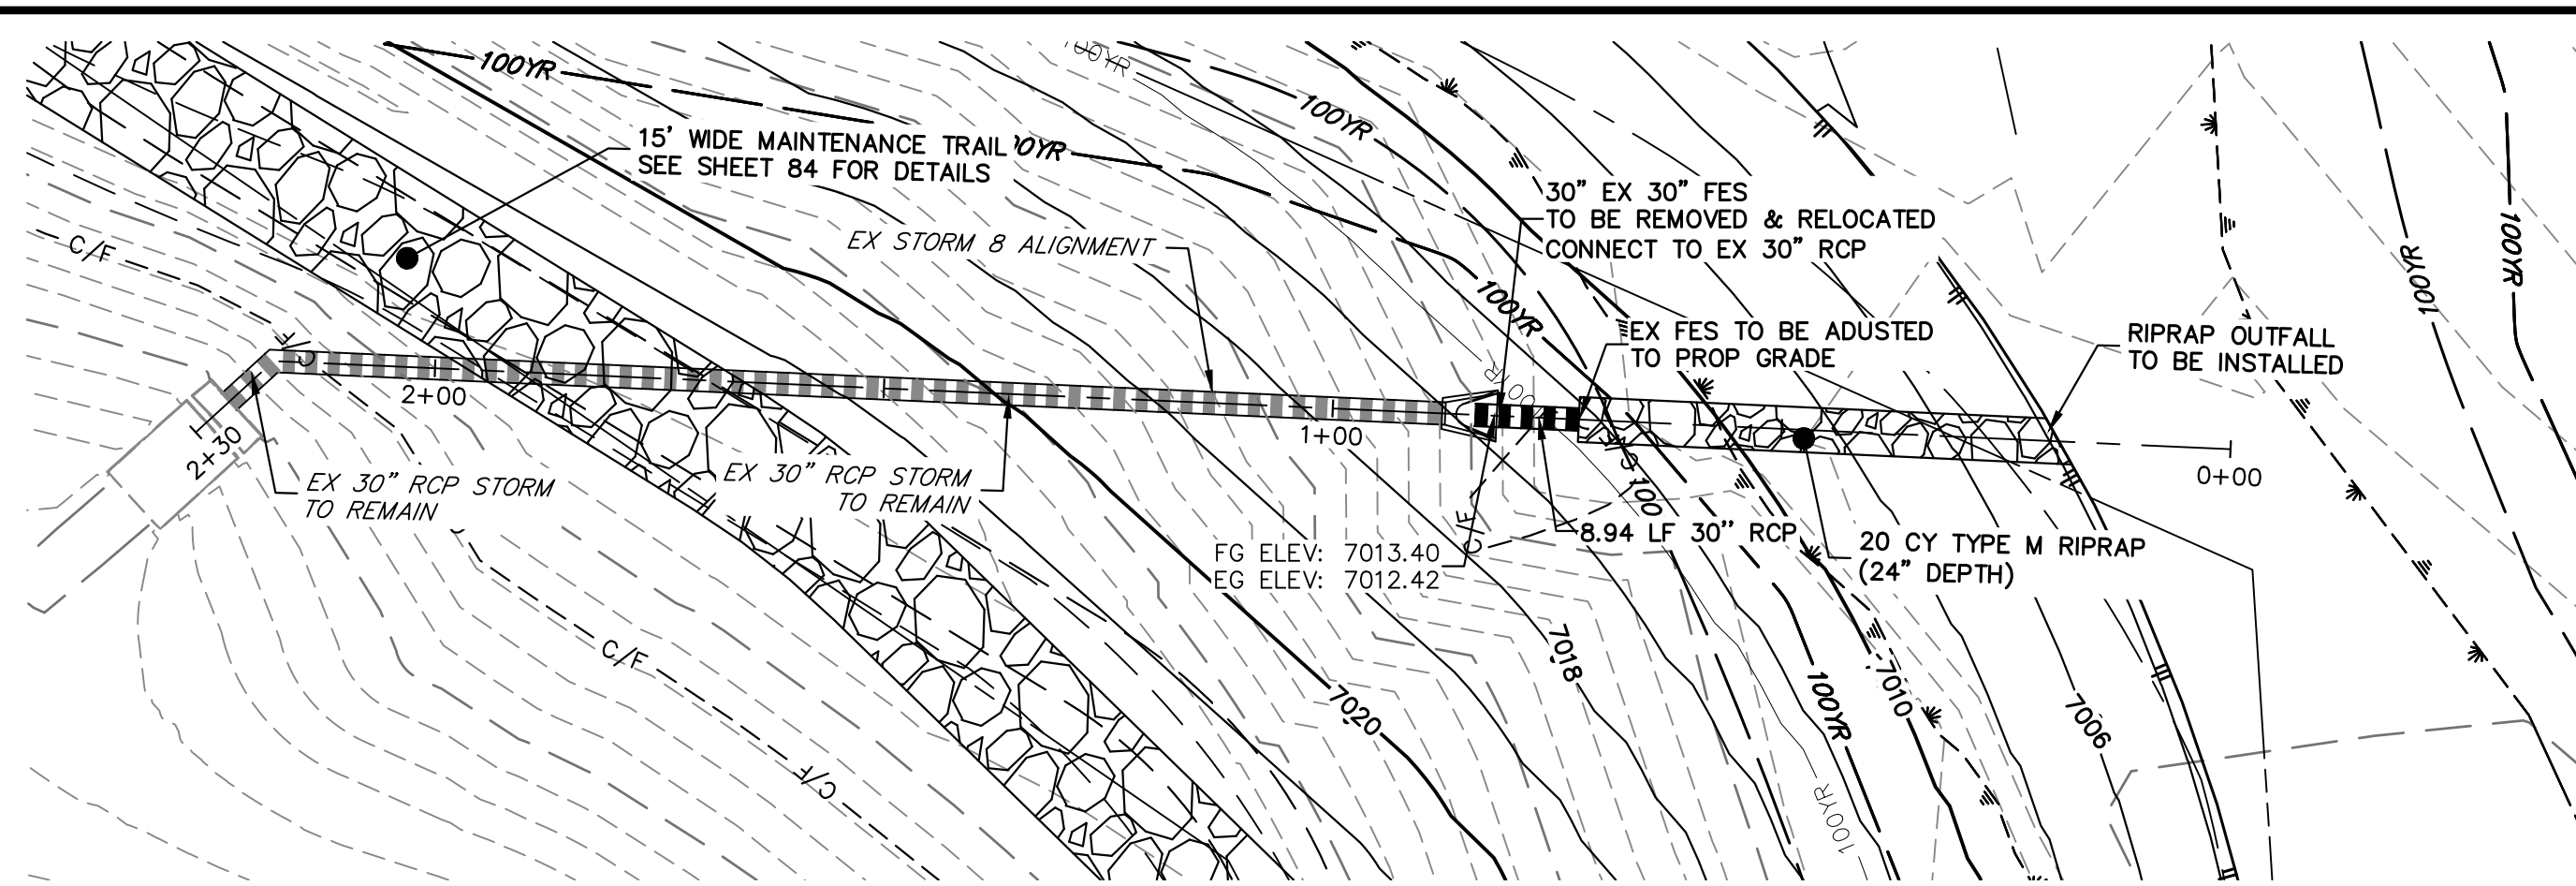 100YR
100YR
100YR
15' WIDE MAINTENANCE TRAIL
SEE SHEET 84 FOR DETAILS
0YR
30" EX 30" FES
TO BE REMOVED & RELOCATED
CONNECT TO EX 30" RCP
EX STORM 8 ALIGNMENT
C/F
100YR
100YR
100YR
EX FES TO BE ADUSTED
TO PROP GRADE
RIPRAP OUTFALL
TO BE INSTALLED
2+00
1+00
0+00
2+30
EX 30" RCP STORM
TO REMAIN
EX 30" RCP STORM
TO REMAIN
C/F
100
8.94 LF 30" RCP
FG ELEV: 7013.40
EG ELEV: 7012.42
20 CY TYPE M RIPRAP
(24" DEPTH)
C/F
C/F
7018
7020
100YR
7010
7006
100YR